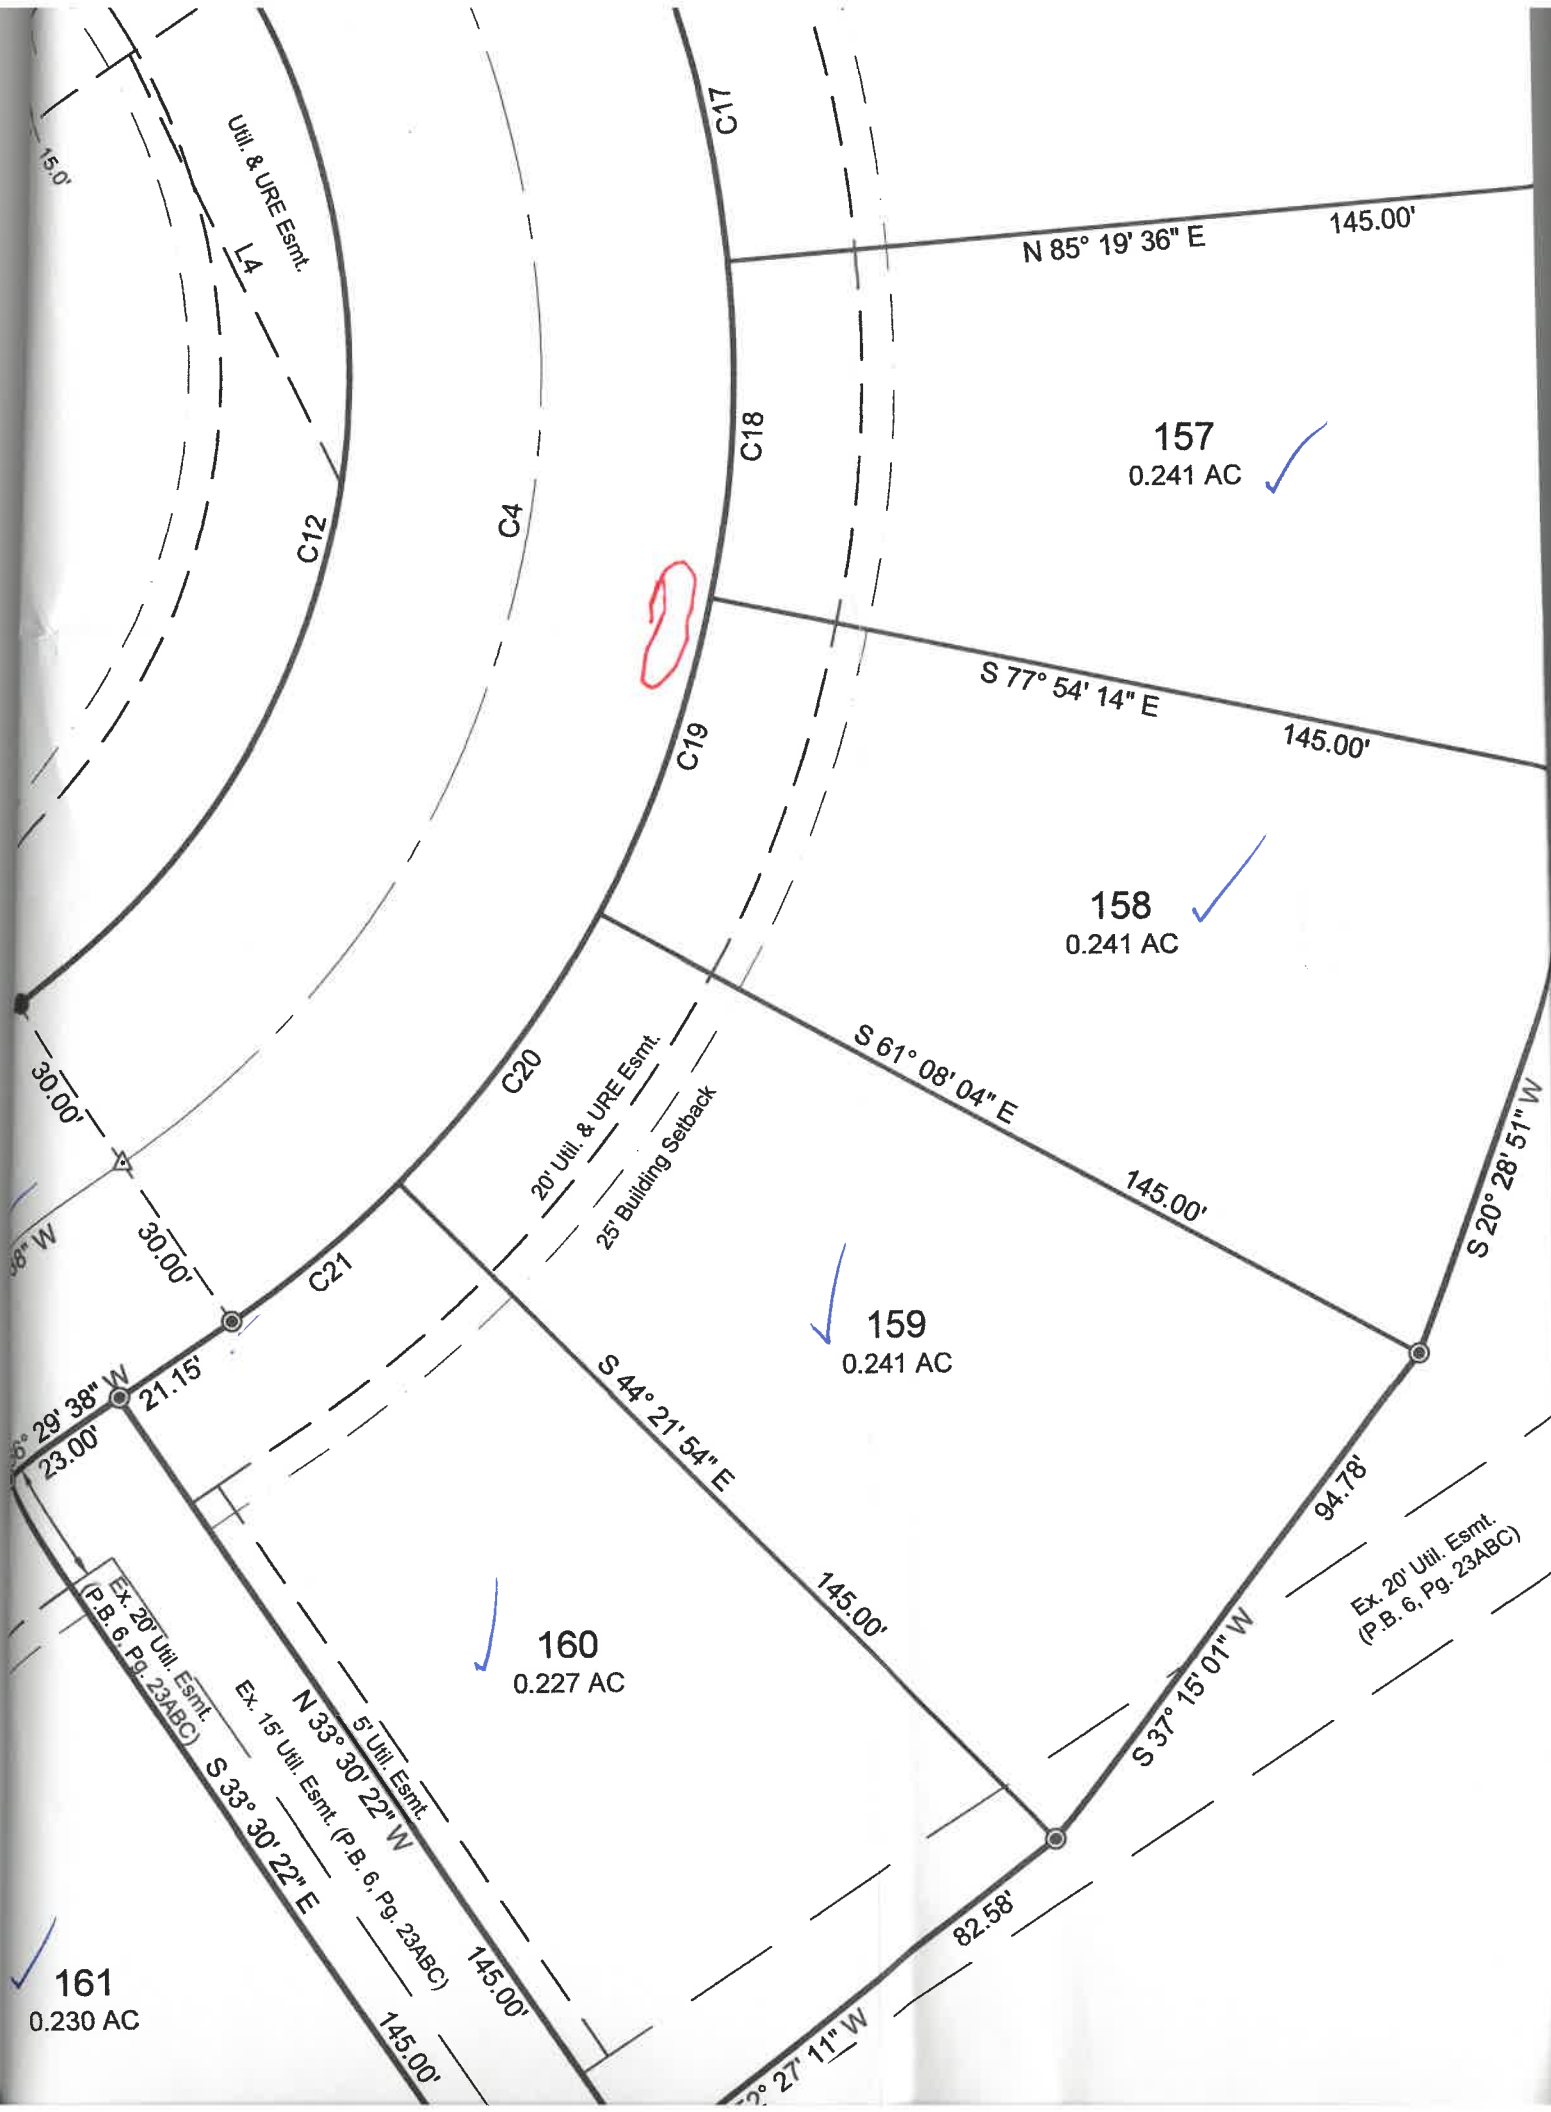 C17
Util. & URE Esmt.
15.0'
L4
145.00'
N 85° 19' 36" E
C18
157
0.241 AC
C12
C4
S 77° 54' 14" E
145.00'
C19
158
0.241 AC
S 61° 08' 04" E
145.00'
C20
20' Util. & URE Esmt.
25' Building Setback
S 20° 28' 51" W
30.00'
30.00'
W
C21
159
0.241 AC
21.15'
29' 38" W
23.00'
S 44° 21' 54" E
145.00'
94.78'
Ex. 20' Util. Esmt.
(P.B. 6, Pg. 23ABC)
S 37° 15' 01" W
160
0.227 AC
Ex. 20' Util. Esmt.
(P.B. 6, Pg. 23ABC)
5' Util. Esmt.
N 33° 30' 22" W
145.00'
Ex. 15' Util. Esmt. (P.B. 6, Pg. 23ABC)
S 33° 30' 22" E
145.00'
82.58'
27' 11" W
161
0.230 AC